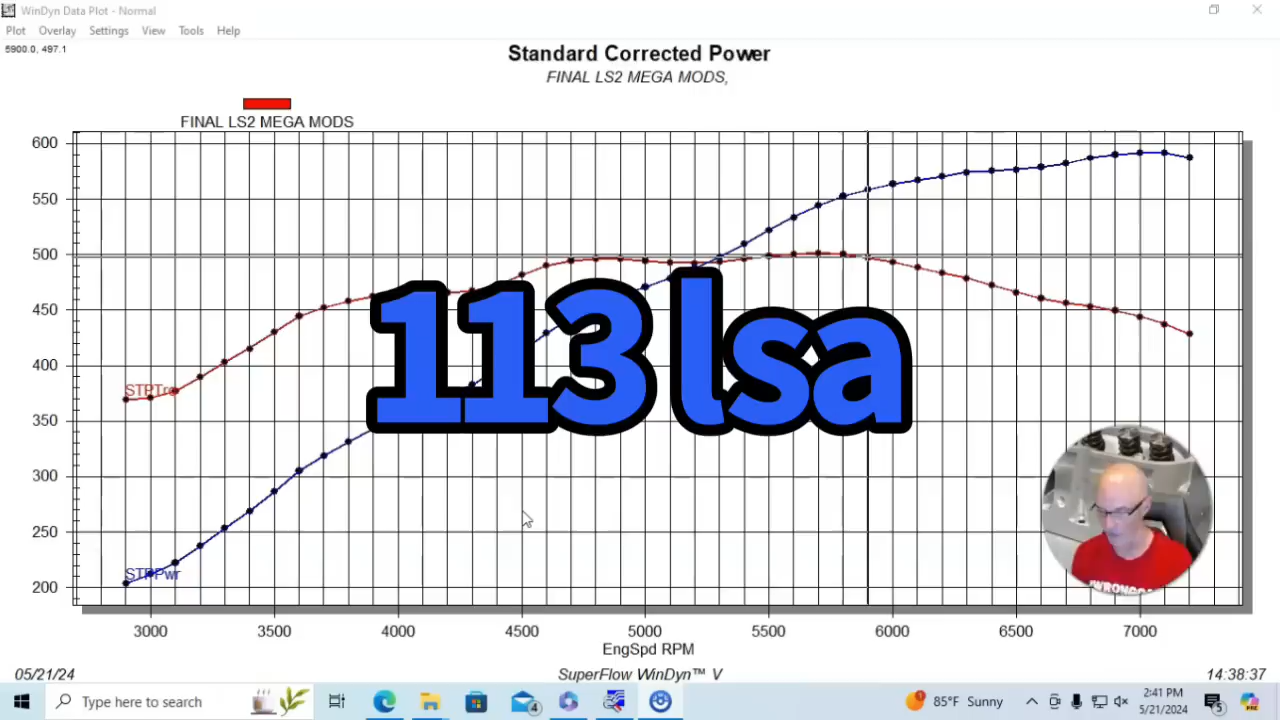 WinDyn Data Plot - Normal
Plot Overlay Settings View Tools Help
5900.0, 497.1
Standard Corrected Power
FINAL LS2 MEGA MODS,
FINAL LS2 MEGA MODS
600
550
500
450
400
350
300
250
200
STPTrq
STPPwr
113 lsa
3000 3500 4000 4500 5000 5500 6000 6500 7000
EngSpd RPM
05/21/24 SuperFlow WinDyn™ V 14:38:37
Type here to search
4
85°F Sunny
2:41 PM
5/21/2024
5
PRE